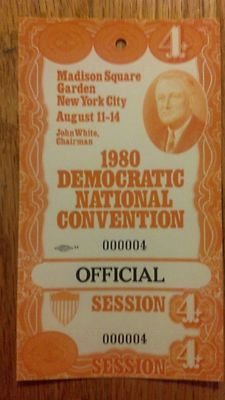 4
Madison Square
Garden
New York City
August 11-14
John White,
Chairman
1980
DEMOCRATIC
NATIONAL
CONVENTION
000004
OFFICIAL
SESSION 4
000004
SESSION 4